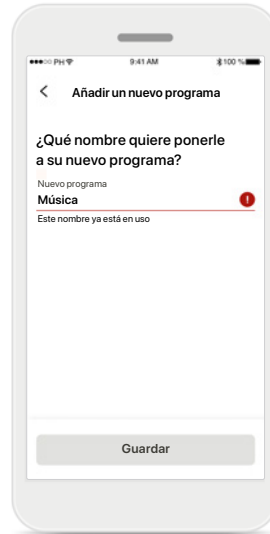 ●●●○○ PH 9:41 AM 100 %
Añadir un nuevo programa
¿Qué nombre quiere ponerle
a su nuevo programa?
Nuevo programa
Música
Este nombre ya está en uso
Guardar